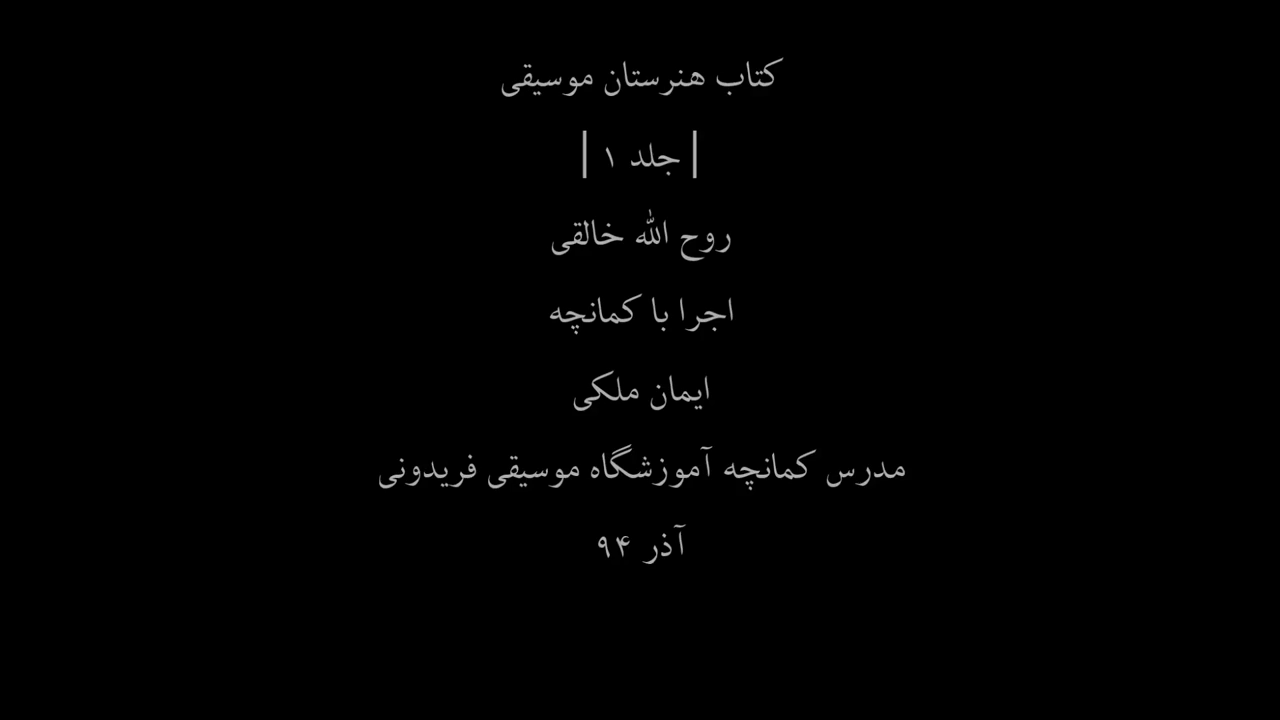 کتاب هنرستان موسیقی
| جلد ۱ |
روح الله خالقی
اجرا با کمانچه
ایمان ملکی
مدرس کمانچه آموزشگاه موسیقی فریدونی
آذر ۹۴